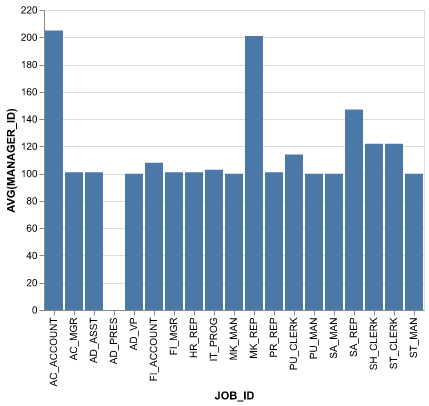 220
200
180
160
140
120
100
80
60
40
20
0
AVG(MANAGER_ID)
AC_ACCOUNT
AC_MGR
AD_ASST
AD_PRES
AD_VP
FI_ACCOUNT
FI_MGR
HR_REP
IT_PROG
MK_MAN
MK_REP
PR_REP
PU_CLERK
PU_MAN
SA_MAN
SA_REP
SH_CLERK
ST_CLERK
ST_MAN
JOB_ID